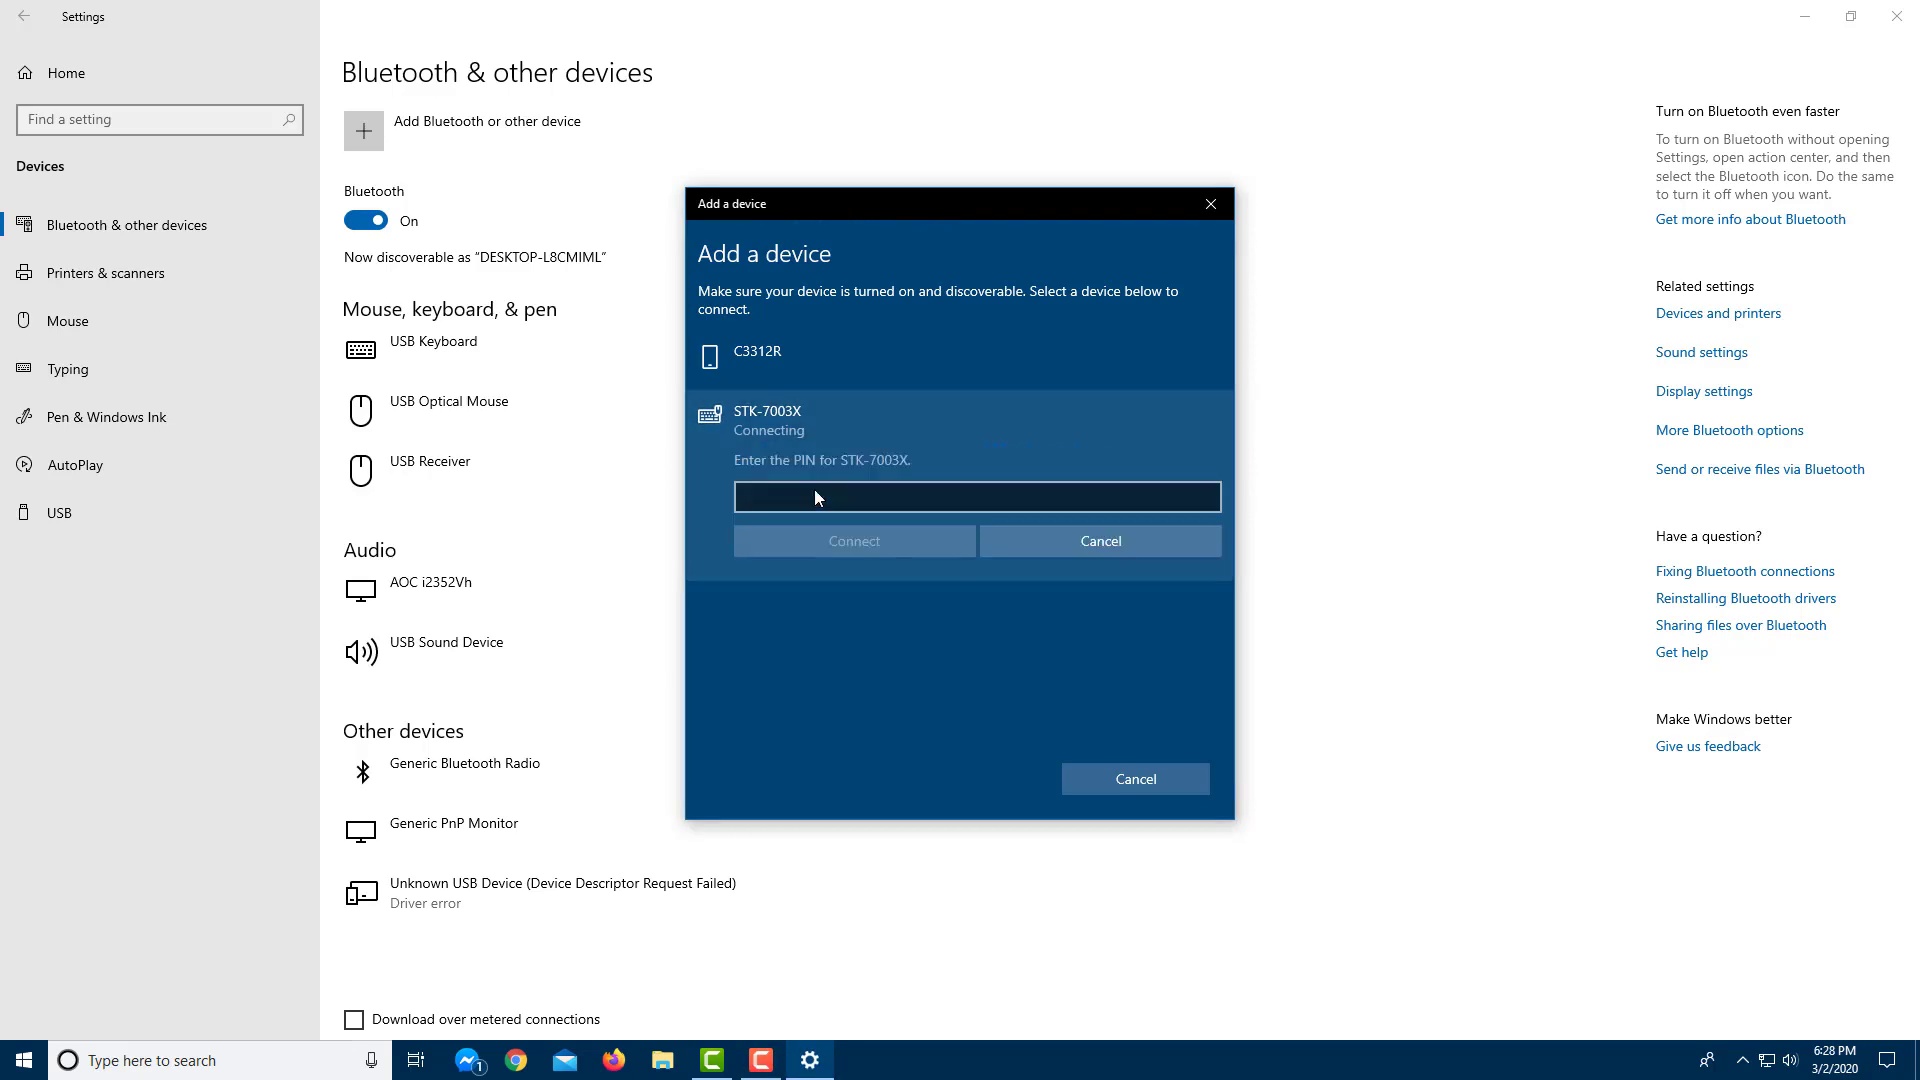 Settings
Home
Find a setting
Devices
Bluetooth & other devices
Printers & scanners
Mouse
Typing
Pen & Windows Ink
AutoPlay
USB
Bluetooth & other devices
Add Bluetooth or other device
Bluetooth
On
Now discoverable as “DESKTOP-L8CMIML”
Mouse, keyboard, & pen
USB Keyboard
USB Optical Mouse
USB Receiver
Audio
AOC i2352Vh
USB Sound Device
Other devices
Generic Bluetooth Radio
Generic PnP Monitor
Unknown USB Device (Device Descriptor Request Failed)
Driver error
Download over metered connections
Add a device
Add a device
Make sure your device is turned on and discoverable. Select a device below to
connect.
C3312R
STK-7003X
Connecting
Enter the PIN for STK-7003X.
Connect
Cancel
Cancel
Turn on Bluetooth even faster
To turn on Bluetooth without opening
Settings, open action center, and then
select the Bluetooth icon. Do the same
to turn it off when you want.
Get more info about Bluetooth
Related settings
Devices and printers
Sound settings
Display settings
More Bluetooth options
Send or receive files via Bluetooth
Have a question?
Fixing Bluetooth connections
Reinstalling Bluetooth drivers
Sharing files over Bluetooth
Get help
Make Windows better
Give us feedback
Type here to search
1
6:28 PM
3/2/2020